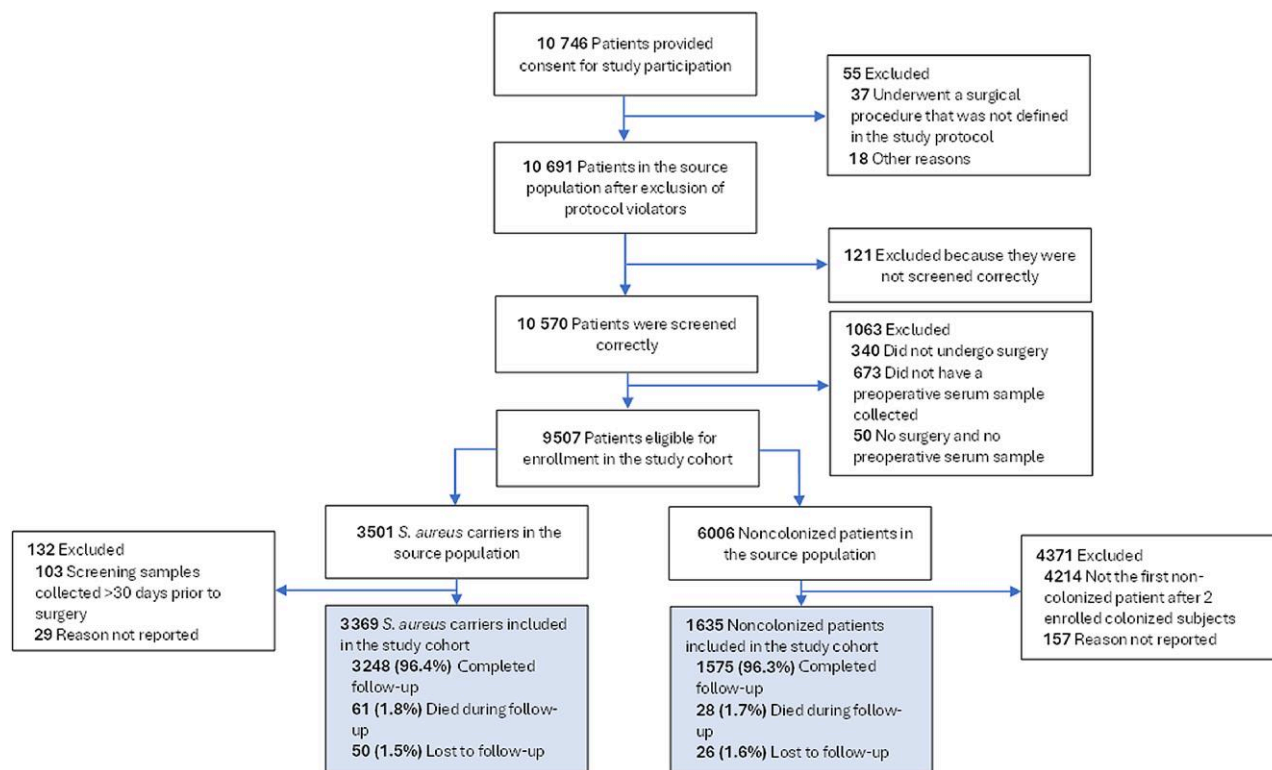 10 746 Patients provided
consent for study participation
55 Excluded
37 Underwent a surgical
procedure that was not defined
in the study protocol
18 Other reasons
10 691 Patients in the source
population after exclusion of
protocol violators
121 Excluded because they were
not screened correctly
10 570 Patients were screened
correctly
1063 Excluded
340 Did not undergo surgery
673 Did not have a
preoperative serum sample
collected
50 No surgery and no
preoperative serum sample
9507 Patients eligible for
enrollment in the study cohort
3501 S. aureus carriers in the
source population
6006 Noncolonized patients in
the source population
132 Excluded
103 Screening samples
collected >30 days prior to
surgery
29 Reason not reported
4371 Excluded
4214 Not the first non-
colonized patient after 2
enrolled colonized subjects
157 Reason not reported
3369 S. aureus carriers included
in the study cohort
3248 (96.4%) Completed
follow-up
61 (1.8%) Died during follow-
up
50 (1.5%) Lost to follow-up
1635 Noncolonized patients
included in the study cohort
1575 (96.3%) Completed
follow-up
28 (1.7%) Died during follow-
up
26 (1.6%) Lost to follow-up